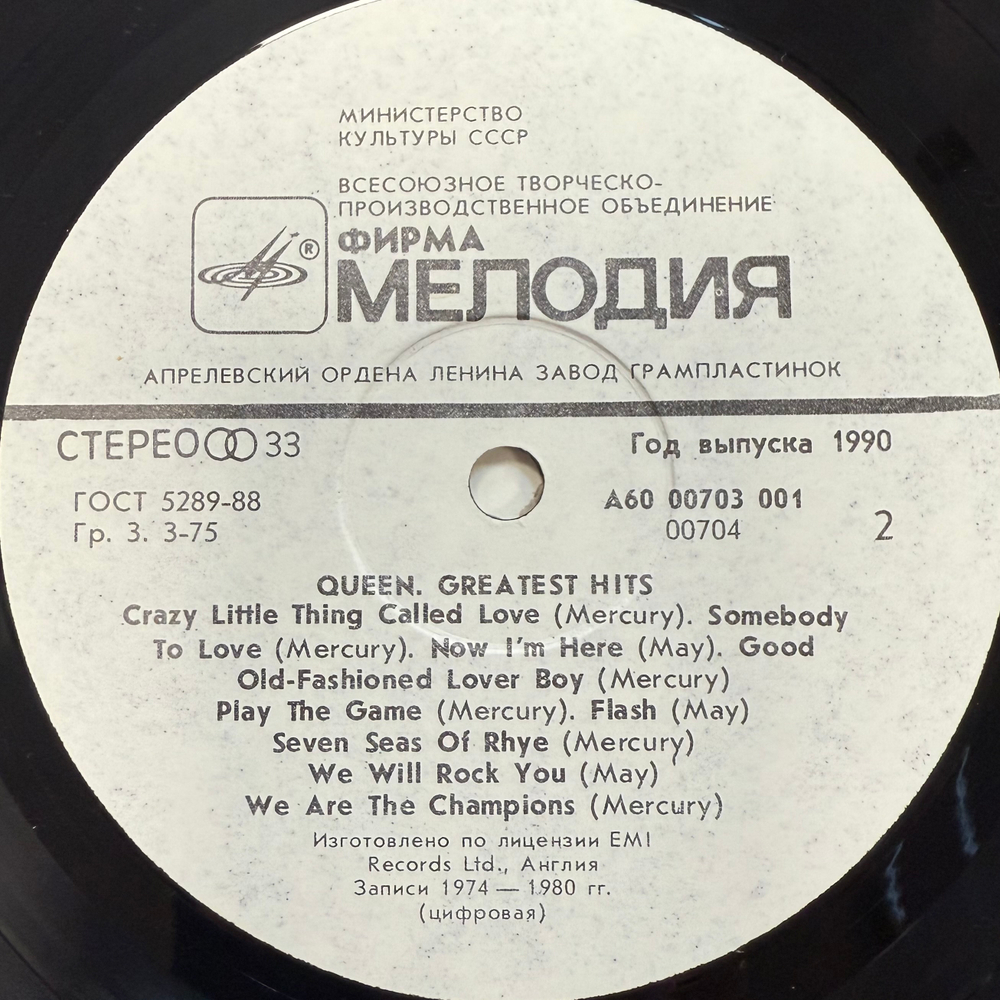 МИНИСТЕРСТВО
КУЛЬТУРЫ СССР
ВСЕСОЮЗНОЕ ТВОРЧЕСКО-
ПРОИЗВОДСТВЕННОЕ ОБЪЕДИНЕНИЕ
®
ФИРМА
МЕЛОДИЯ
АПРЕЛЕВСКИЙ ОРДЕНА ЛЕНИНА ЗАВОД ГРАМПЛАСТИНОК
СТЕРЕО 33
Год выпуска 1990
ГОСТ 5289-88
Гр. 3. 3-75
А60 00703 001
00704
2
QUEEN. GREATEST HITS
Crazy Little Thing Called Love (Mercury). Somebody
To Love (Mercury). Now I'm Here (May). Good
Old-Fashioned Lover Boy (Mercury)
Play The Game (Mercury). Flash (May)
Seven Seas Of Rhye (Mercury)
We Will Rock You (May)
We Are The Champions (Mercury)
Изготовлено по лицензии EMI
Records Ltd., Англия
Записи 1974 — 1980 гг.
(цифровая)